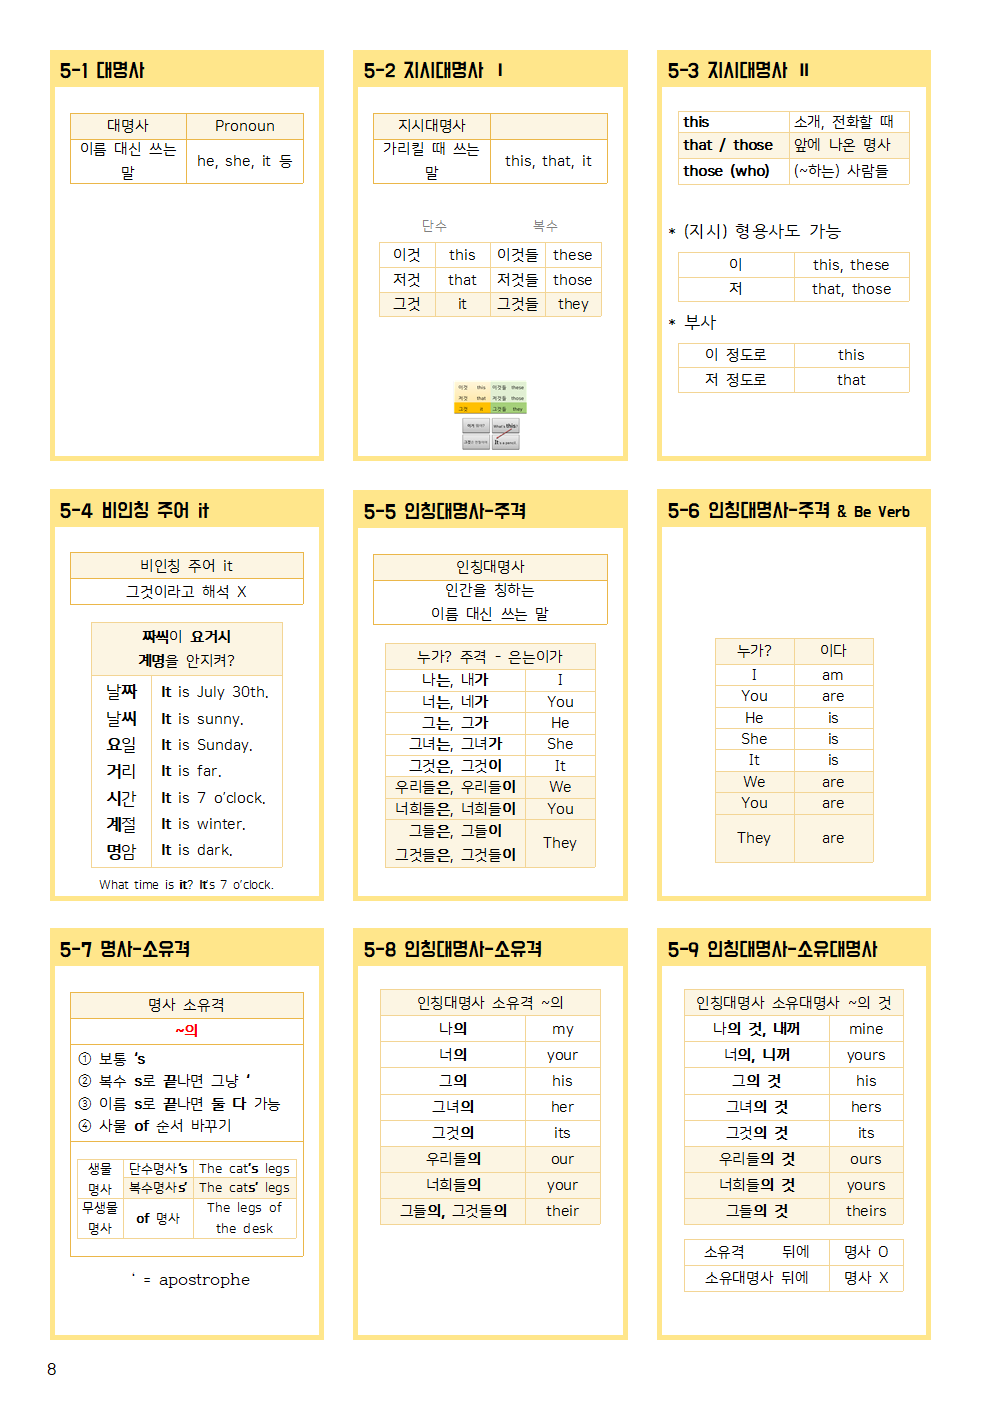 5-1 대명사
대명사 Pronoun
이름 대신 쓰는 말 he, she, it 등
5-2 지시대명사 I
지시대명사
가리킬 때 쓰는 말 this, that, it
단수 복수
이것 this 이것들 these
저것 that 저것들 those
그것 it 그것들 they
이것 this 이것들 these
저것 that 저것들 those
그것 it 그것들 they
What's this?
It is a pencil
5-3 지시대명사 II
this 소개, 전화할 때
that / those 앞에 나온 명사
those (who) (~하는) 사람들
* (지시) 형용사도 가능
이 this, these
저 that, those
* 부사
이 정도로 this
저 정도로 that
5-4 비인칭 주어 it
비인칭 주어 it
그것이라고 해석 X
짜씩이 요거시
계명을 안지켜?
날짜 It is July 30th.
날씨 It is sunny.
요일 It is Sunday.
거리 It is far.
시간 It is 7 o'clock.
계절 It is winter.
명암 It is dark.
What time is it? It's 7 o'clock.
5-5 인칭대명사-주격
인칭대명사
인간을 칭하는
이름 대신 쓰는 말
누가? 주격 - 은는이가
나는, 내가 I
너는, 네가 You
그는, 그가 He
그녀는, 그녀가 She
그것은, 그것이 It
우리들은, 우리들이 We
너희들은, 너희들이 You
그들은, 그들이
그것들은, 그것들이 They
5-6 인칭대명사-주격 & Be Verb
누가? 이다
I am
You are
He is
She is
It is
We are
You are
They are
5-7 명사-소유격
명사 소유격
~의
① 보통 's
② 복수 s로 끝나면 그냥 '
③ 이름 s로 끝나면 둘 다 가능
④ 사물 of 순서 바꾸기
생물 명사 단수명사's The cat's legs
복수명사s' The cats' legs
무생물 명사 of 명사 The legs of the desk
' = apostrophe
5-8 인칭대명사-소유격
인칭대명사 소유격 ~의
나의 my
너의 your
그의 his
그녀의 her
그것의 its
우리들의 our
너희들의 your
그들의, 그것들의 their
5-9 인칭대명사-소유대명사
인칭대명사 소유대명사 ~의 것
나의 것, 내꺼 mine
너의, 니꺼 yours
그의 것 his
그녀의 것 hers
그것의 것 its
우리들의 것 ours
너희들의 것 yours
그들의 것 theirs
소유격 뒤에 명사 O
소유대명사 뒤에 명사 X
8